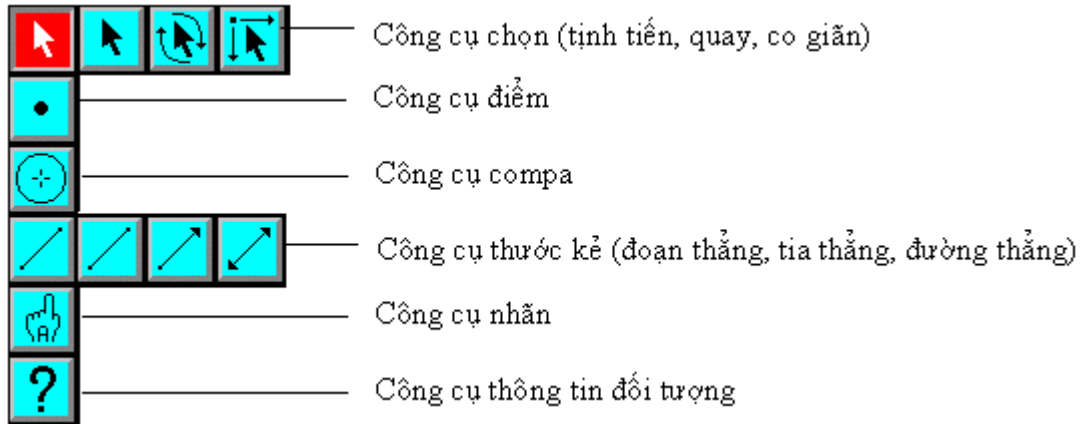 Công cụ chọn (tịnh tiến, quay, co giãn)
Công cụ điểm
Công cụ compa
Công cụ thước kẻ (đoạn thẳng, tia thẳng, đường thẳng)
A
Công cụ nhãn
?
Công cụ thông tin đối tượng